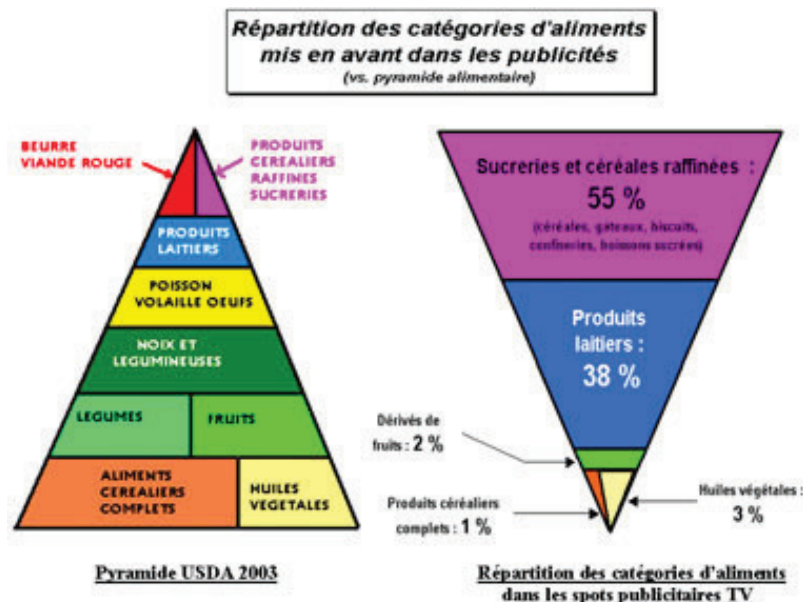 Répartition des catégories d'aliments
mis en avant dans les publicités
(vs. pyramide alimentaire)
BEURRE
VIANDE ROUGE
PRODUITS
CEREALIERS
RAFFINES
SUCRERIES
PRODUITS
LAITIERS
POISSON
VOLAILLE OEUFS
NOIX ET
LEGUMINEUSES
LEGUMES
FRUITS
ALIMENTS
CEREALIERS
COMPLETS
HUILES
VEGETALES
Pyramide USDA 2003
Sucreries et céréales raffinées :
55 %
(céréales, gâteaux, biscuits,
confiseries, boissons sucrées)
Produits
laitiers :
38 %
Dérivés de
fruits : 2 %
Produits céréaliers
complets : 1 %
Huiles végétales :
3 %
Répartition des catégories d'aliments
dans les spots publicitaires TV